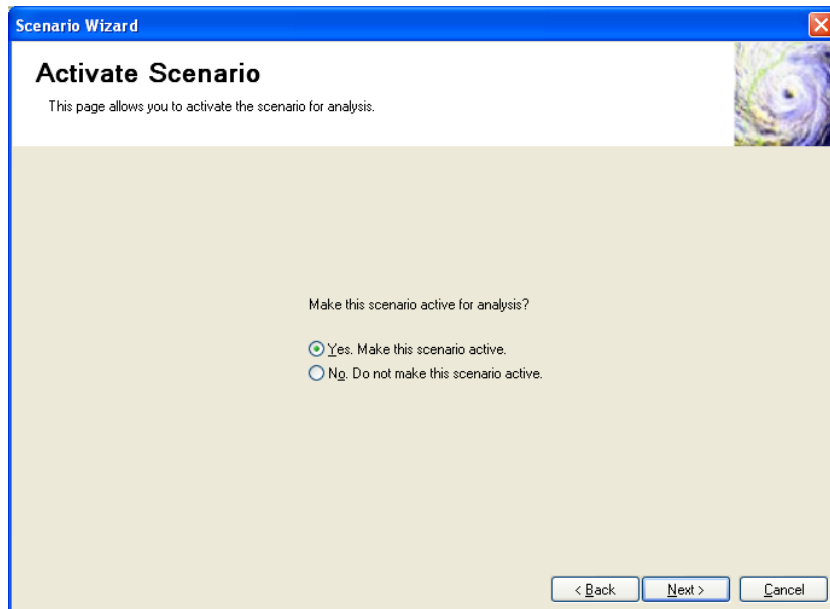 Scenario Wizard
Activate Scenario
This page allows you to activate the scenario for analysis.
Make this scenario active for analysis?
Yes. Make this scenario active.
No. Do not make this scenario active.
< Back Next > Cancel